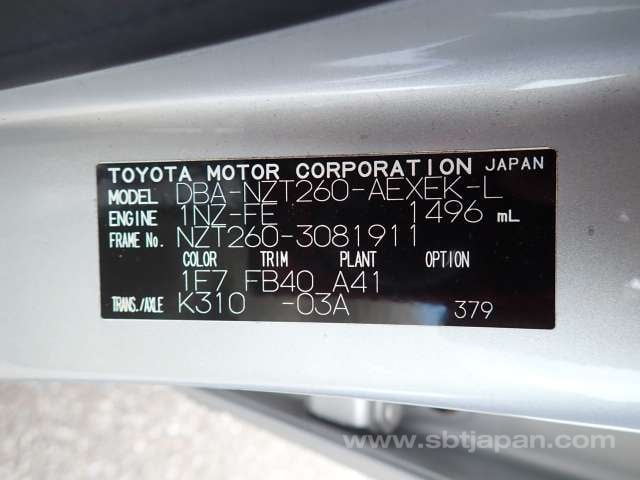 TOYOTA MOTOR CORPORATION JAPAN
MODEL DBA-NZT260-AEXEK-L
ENGINE 1NZ-FE 1496 mL
FRAME No. NZT260-3081911
COLOR TRIM PLANT OPTION
1E7 FB40 A41
TRANS./AXLE K310 -03A 379
www.sbtjapan.com